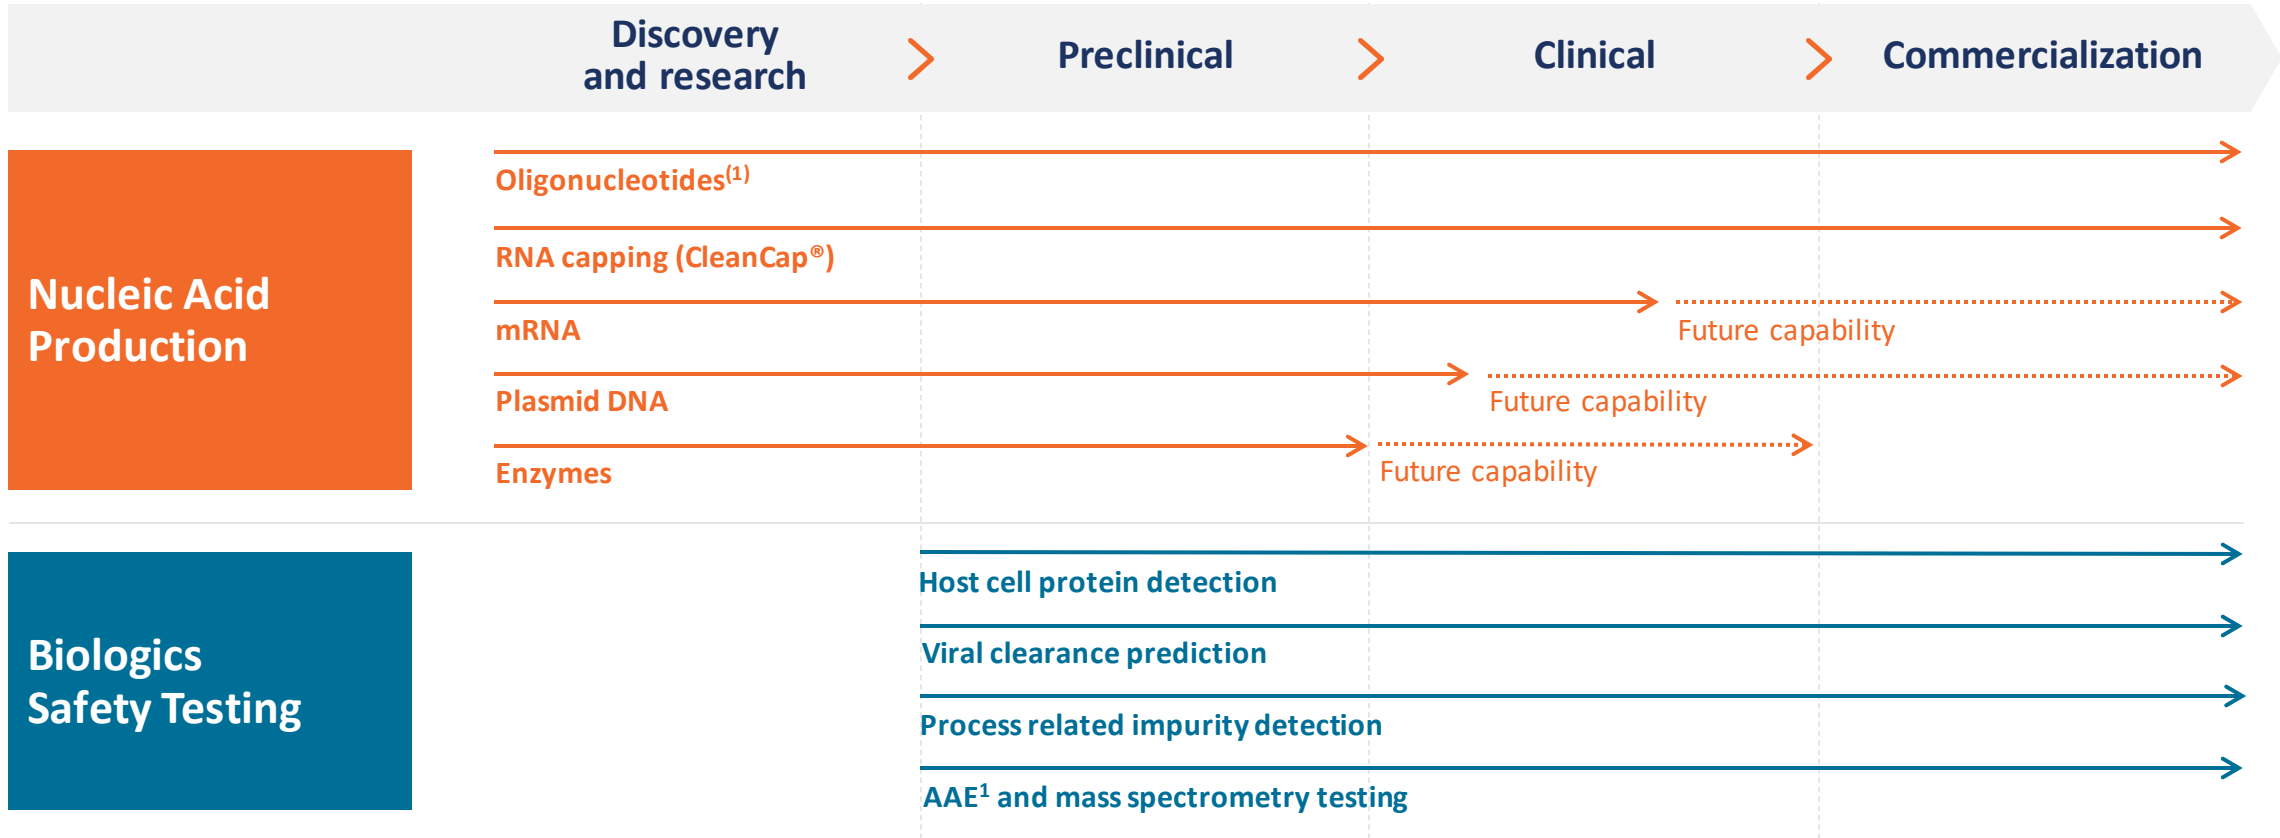 Discovery
and research
Preclinical
Clinical
Commercialization
Nucleic Acid
Production
Oligonucleotides(1)
RNA capping (CleanCap®)
mRNA
Future capability
Plasmid DNA
Future capability
Enzymes
Future capability
Biologics
Safety Testing
Host cell protein detection
Viral clearance prediction
Process related impurity detection
AAE1 and mass spectrometry testing